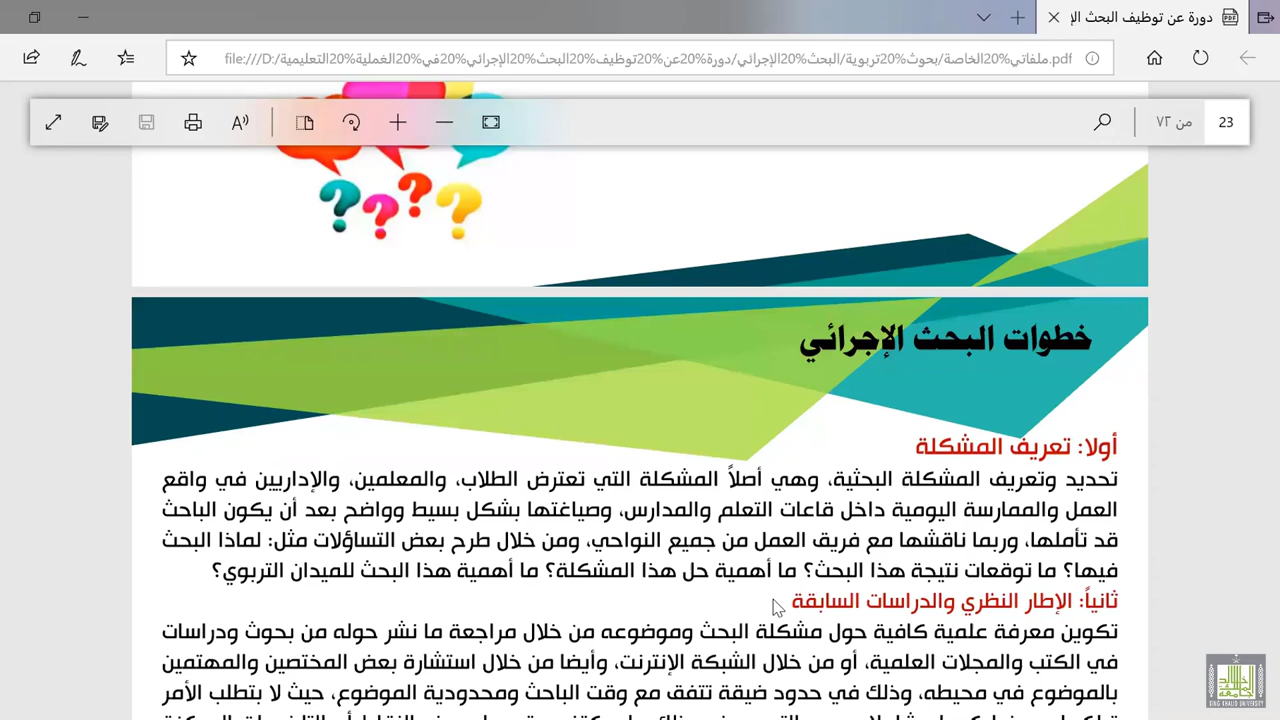 دورة عن توظيف البحث الإ
file:///D:/ملفاتي%20الخاصة/بحوث%20تربوية/البحث%20الإجرائي/دورة%20عن%20توظيف%20البحث%20الإجرائي%20في%20العملية%20التعليمية.pdf
23 من ٧٢
خطوات البحث الإجرائي
أولا: تعريف المشكلة
تحديد وتعريف المشكلة البحثية، وهي أصلاً المشكلة التي تعترض الطلاب، والمعلمين، والإداريين في واقع
العمل والممارسة اليومية داخل قاعات التعلم والمدارس، وصياغتها بشكل بسيط وواضح بعد أن يكون الباحث
قد تأملها، وربما ناقشها مع فريق العمل من جميع النواحي، ومن خلال طرح بعض التساؤلات مثل: لماذا البحث
فيها؟ ما توقعات نتيجة هذا البحث؟ ما أهمية حل هذا المشكلة؟ ما أهمية هذا البحث للميدان التربوي؟
ثانياً: الإطار النظري والدراسات السابقة
تكوين معرفة علمية كافية حول مشكلة البحث وموضوعه من خلال مراجعة ما نشر حوله من بحوث ودراسات
في الكتب والمجلات العلمية، أو من خلال الشبكة الإنترنت، وأيضا من خلال استشارة بعض المختصين والمهتمين
بالموضوع في محيطه، وذلك في حدود ضيقة تتفق مع وقت الباحث ومحدودية الموضوع، حيث لا يتطلب الأمر
KING KHALID UNIVERSITY